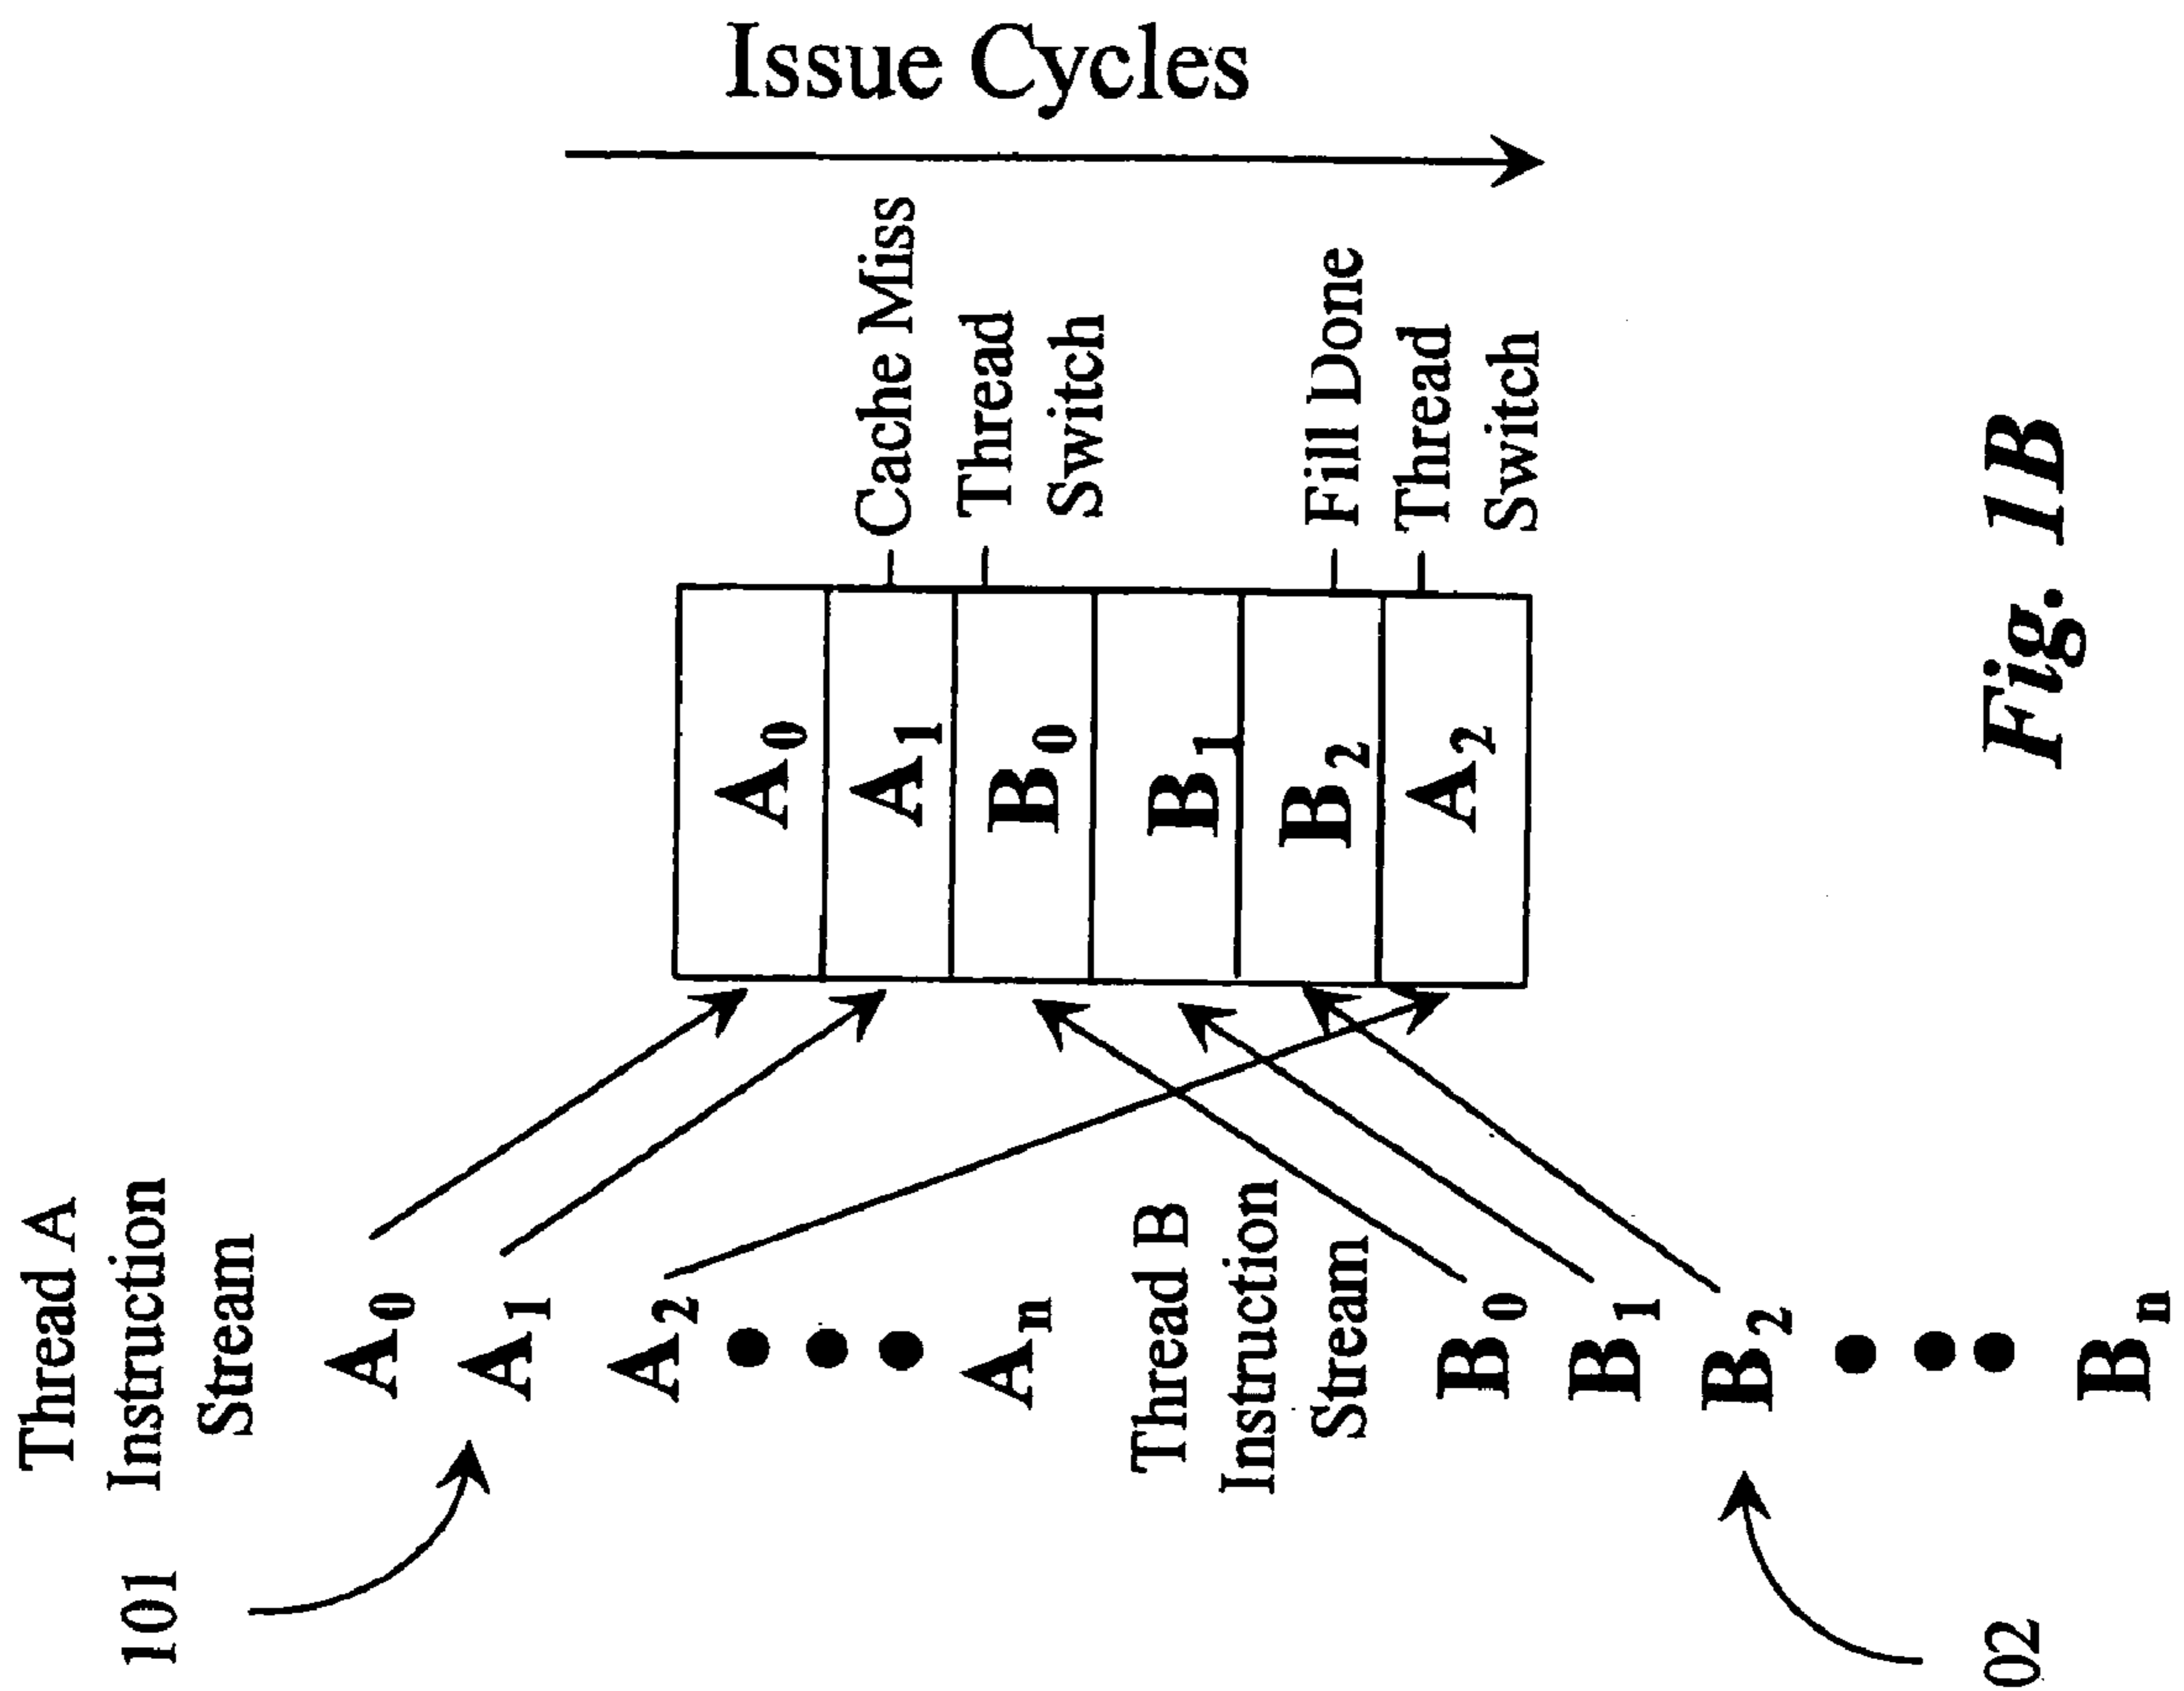 101
Thread A
Instruction
Stream
A0
A1
A2
An
Thread B
Instruction
Stream
B0
B1
B2
Bn
02
A0
A1
B0
B1
B2
A2
Cache Miss
Thread
Switch
Fill Done
Thread
Switch
Issue Cycles
Fig. 1B